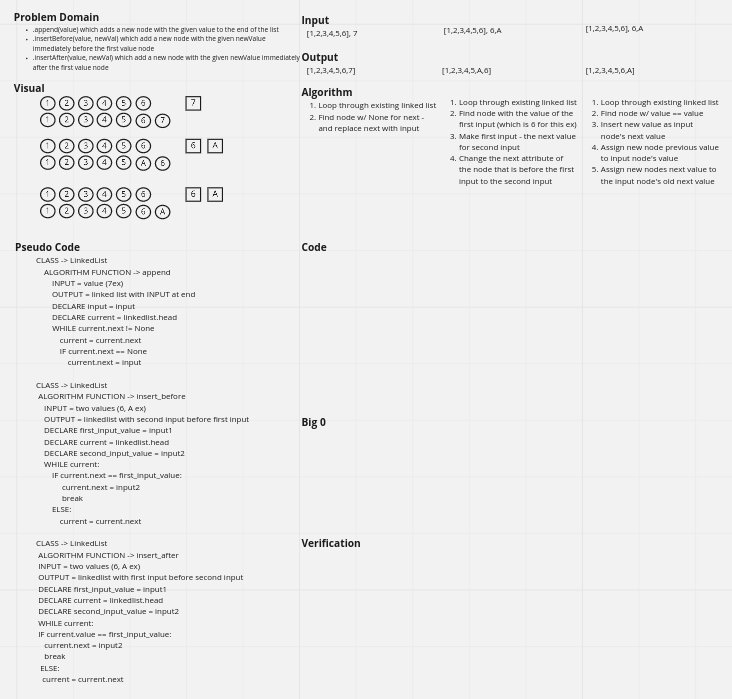 Problem Domain
• .append(value) which adds a new node with the given value to the end of the list
• .insertBefore(value, newVal) which add a new node with the given newValue
immediately before the first value node
• .insertAfter(value, newVal) which add a new node with the given newValue immediately
after the first value node
Visual
1 2 3 4 5 6 7
1 2 3 4 5 6 7
1 2 3 4 5 6 6 A
1 2 3 4 5 A 6
1 2 3 4 5 6 6 A
1 2 3 4 5 6 A
Input
[1,2,3,4,5,6], 7
[1,2,3,4,5,6], 6,A
[1,2,3,4,5,6], 6,A
Output
[1,2,3,4,5,6,7]
[1,2,3,4,5,A,6]
[1,2,3,4,5,6,A]
Algorithm
1. Loop through existing linked list
2. Find node w/ None for next -
and replace next with input
1. Loop through existing linked list
2. Find node with the value of the
first input (which is 6 for this ex)
3. Make first input - the next value
for second input
4. Change the next attribute of
the node that is before the first
input to the second input
1. Loop through existing linked list
2. Find node w/ value == value
3. Insert new value as input
node's next value
4. Assign new node previous value
to input node's value
5. Assign new nodes next value to
the input node's old next value
Pseudo Code
CLASS -> LinkedList
ALGORITHM FUNCTION -> append
INPUT = value (7ex)
OUTPUT = linked list with INPUT at end
DECLARE input = input
DECLARE current = linkedlist.head
WHILE current.next != None
current = current.next
IF current.next == None
current.next = input
CLASS -> LinkedList
ALGORITHM FUNCTION -> insert_before
INPUT = two values (6, A ex)
OUTPUT = linkedlist with second input before first input
DECLARE first_input_value = input1
DECLARE current = linkedlist.head
DECLARE second_input_value = input2
WHILE current:
IF current.next == first_input_value:
current.next = input2
break
ELSE:
current = current.next
CLASS -> LinkedList
ALGORITHM FUNCTION -> insert_after
INPUT = two values (6, A ex)
OUTPUT = linkedlist with first input before second input
DECLARE first_input_value = input1
DECLARE current = linkedlist.head
DECLARE second_input_value = input2
WHILE current:
IF current.value == first_input_value:
current.next = input2
break
ELSE:
current = current.next
Code
Big 0
Verification